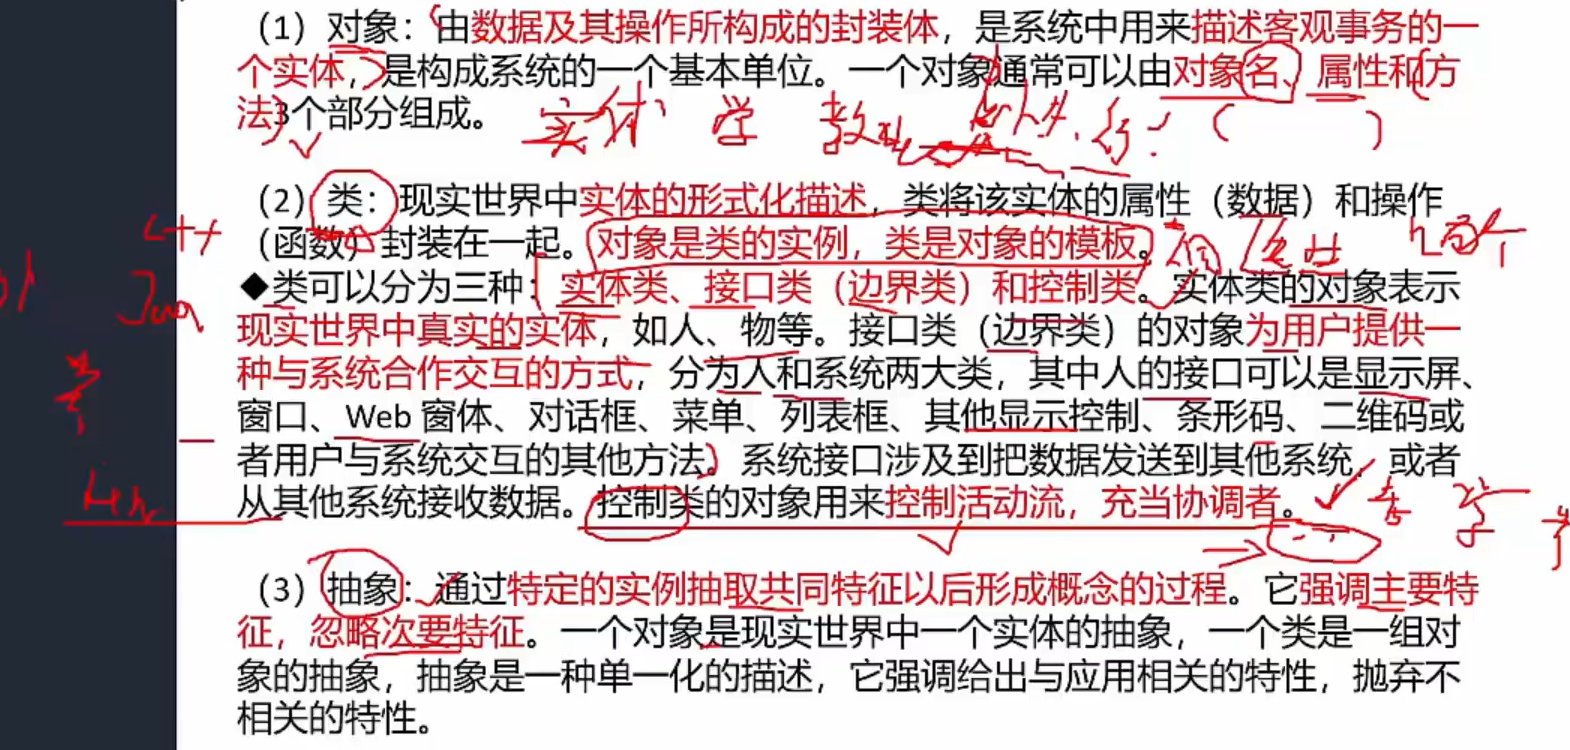 (1) 对象：由数据及其操作所构成的封装体，是系统中用来描述客观事务的一
个实体，是构成系统的一个基本单位。一个对象通常可以由对象名、属性和方
法3个部分组成。
实体 学
(2) 类：现实世界中实体的形式化描述，类将该实体的属性（数据）和操作
（函数）封装在一起。对象是类的实例，类是对象的模板。
C++
◆类可以分为三种：实体类、接口类（边界类）和控制类。实体类的对象表示
现实世界中真实的实体，如人、物等。接口类（边界类）的对象为用户提供一
种与系统合作交互的方式，分为人和系统两大类，其中人的接口可以是显示屏、
窗口、Web 窗体、对话框、菜单、列表框、其他显示控制、条形码、二维码或
者用户与系统交互的其他方法。系统接口涉及到把数据发送到其他系统，或者
从其他系统接收数据。控制类的对象用来控制活动流，充当协调者。
(3) 抽象：通过特定的实例抽取共同特征以后形成概念的过程。它强调主要特
征，忽略次要特征。一个对象是现实世界中一个实体的抽象，一个类是一组对
象的抽象，抽象是一种单一化的描述，它强调给出与应用相关的特性，抛弃不
相关的特性。